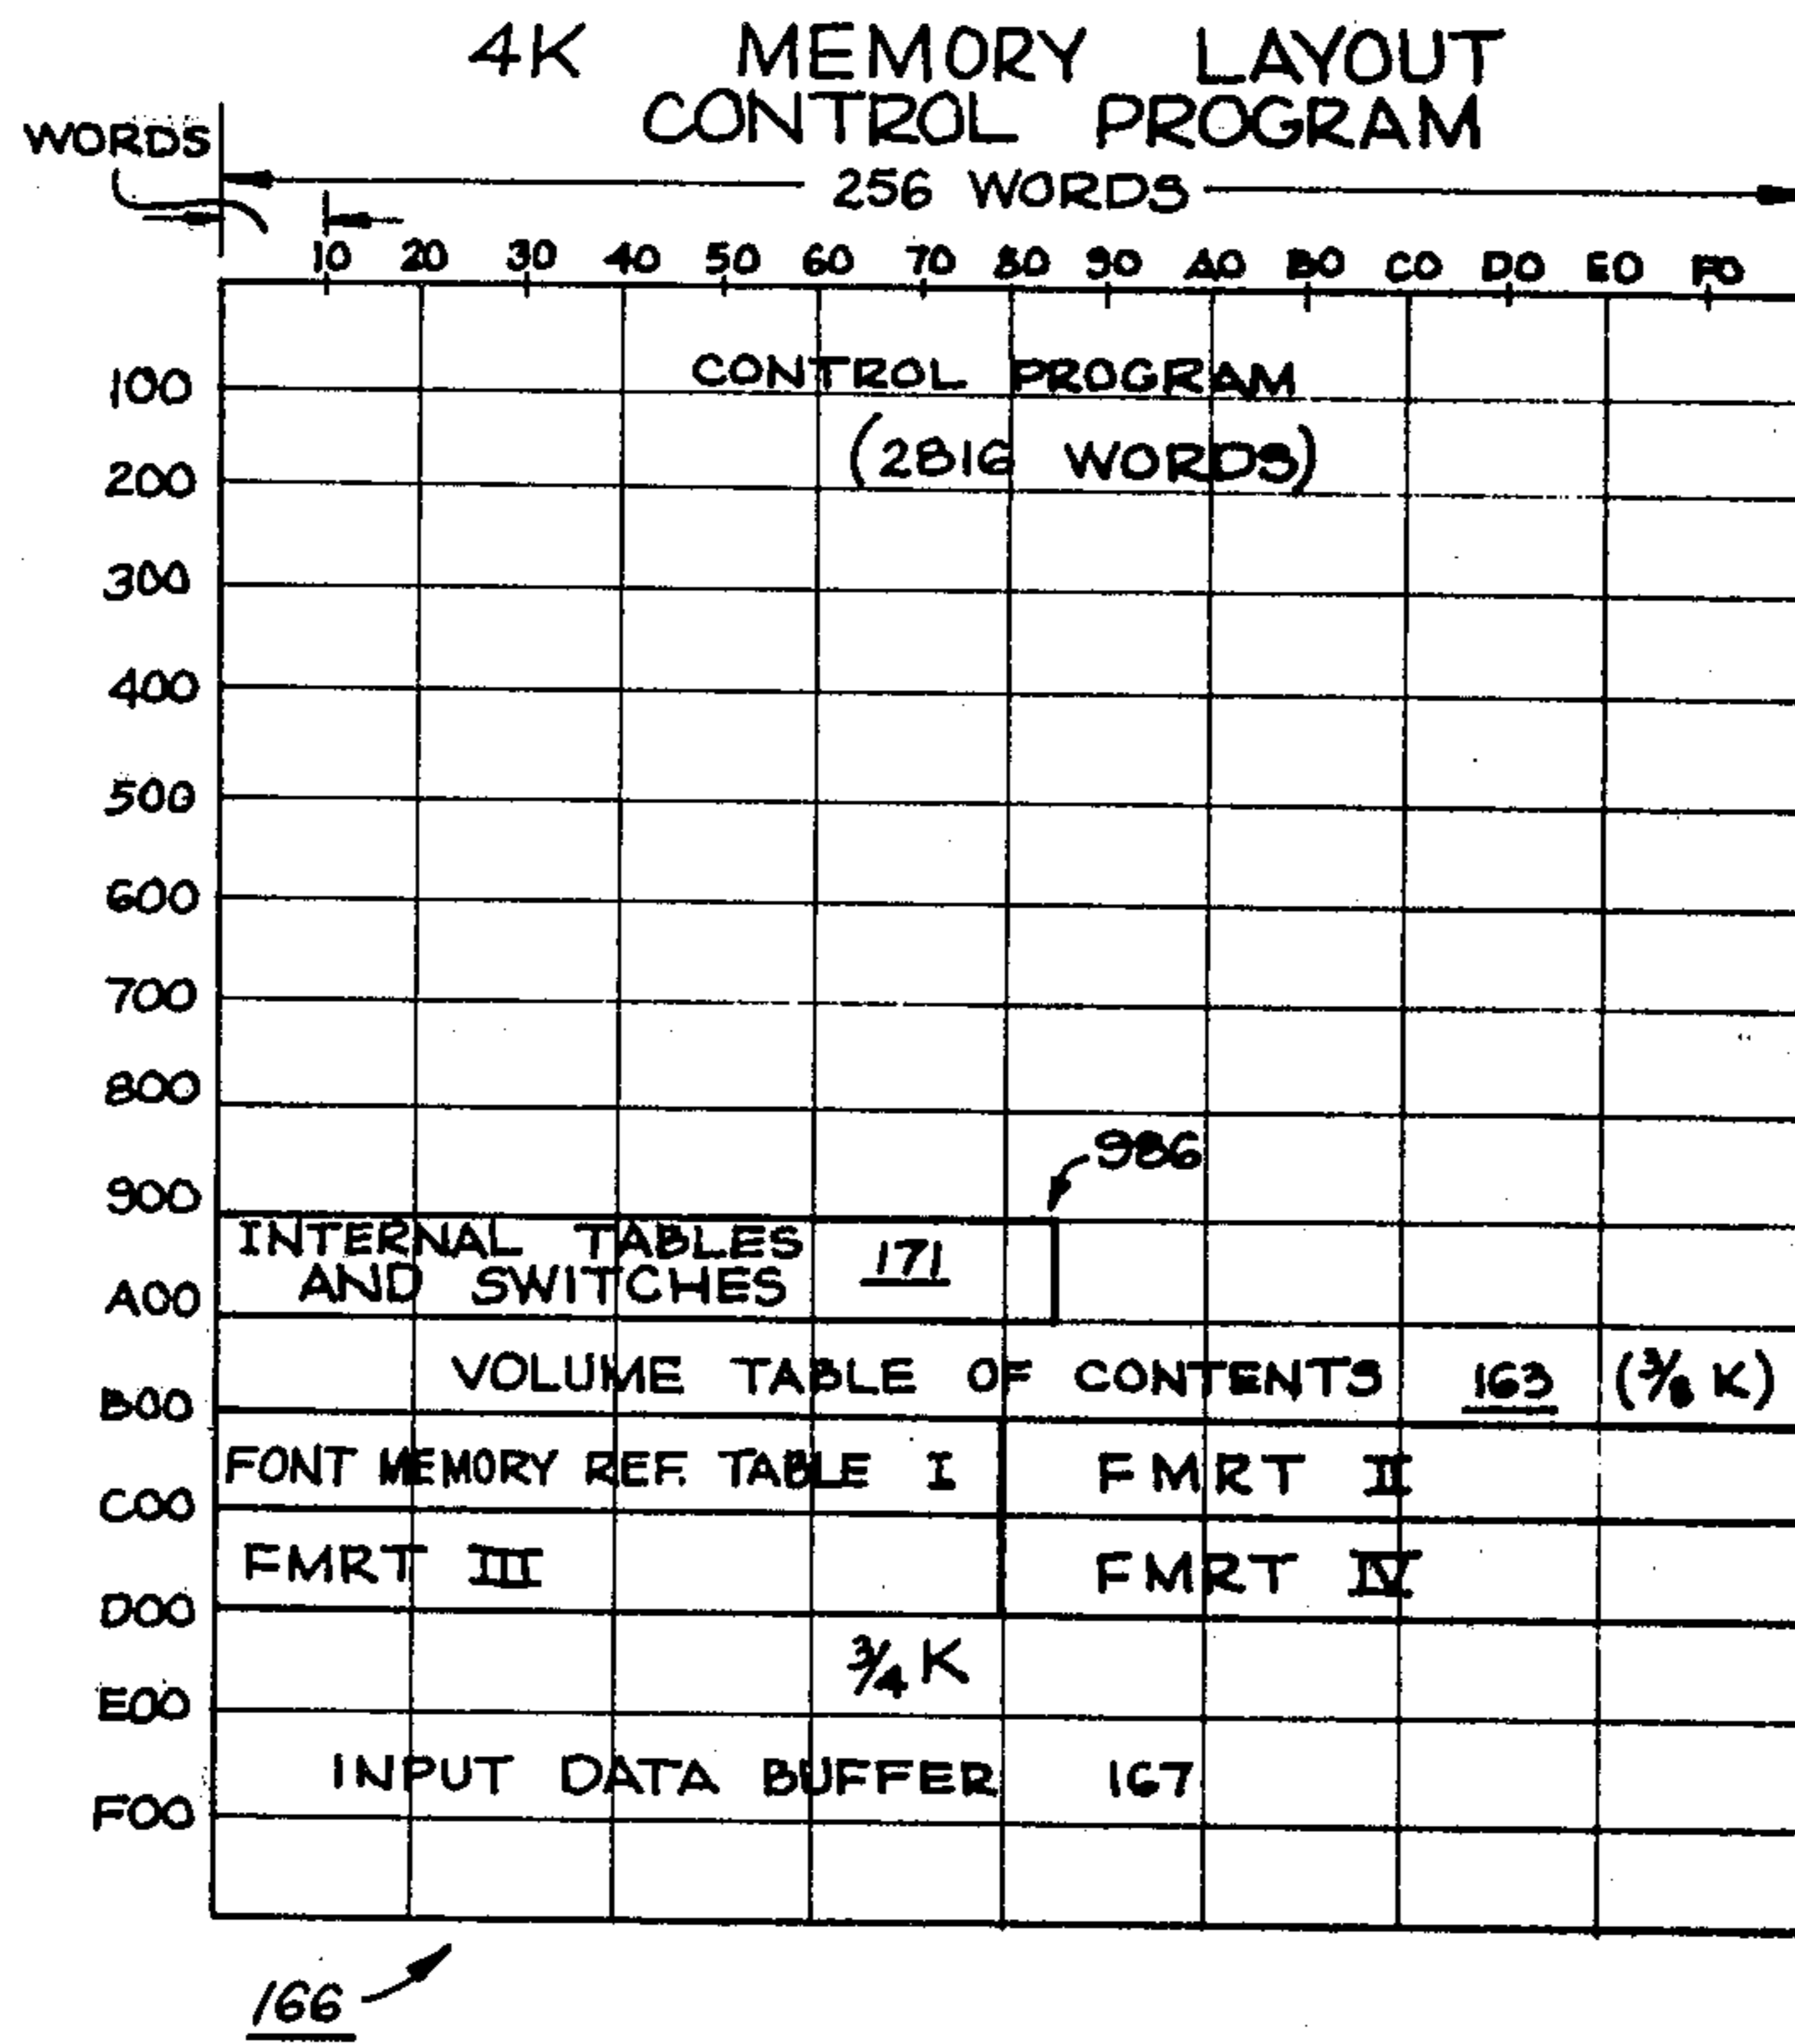 4K MEMORY LAYOUT
CONTROL PROGRAM
WORDS
256 WORDS
10 20 30 40 50 60 70 80 90 A0 B0 C0 D0 E0 F0
CONTROL PROGRAM
100
(2816 WORDS)
200
300
400
500
600
700
800
986
900
INTERNAL TABLES
AND SWITCHES 171
A00
VOLUME TABLE OF CONTENTS 163 (3/8 K)
B00
FONT MEMORY REF. TABLE I FMRT II
C00
FMRT III FMRT IV
D00
3/4 K
E00
INPUT DATA BUFFER 167
F00
166